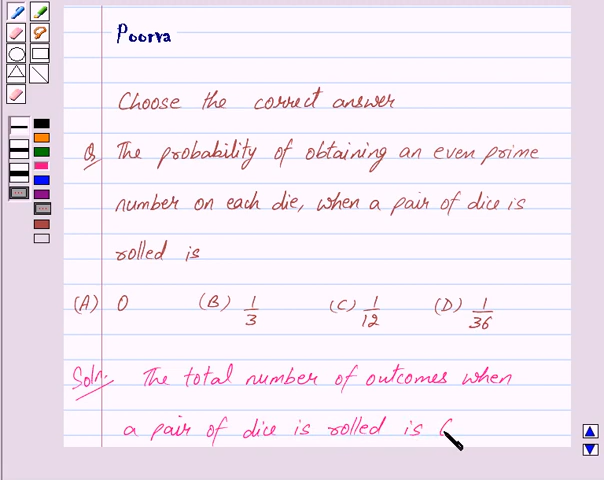 Poorva
Choose the correct answer
Q. The probability of obtaining an even prime
number on each die, when a pair of dice is
rolled is
(A) 0 (B) 1/3 (C) 1/12 (D) 1/36
Soln. The total number of outcomes when
a pair of dice is rolled is